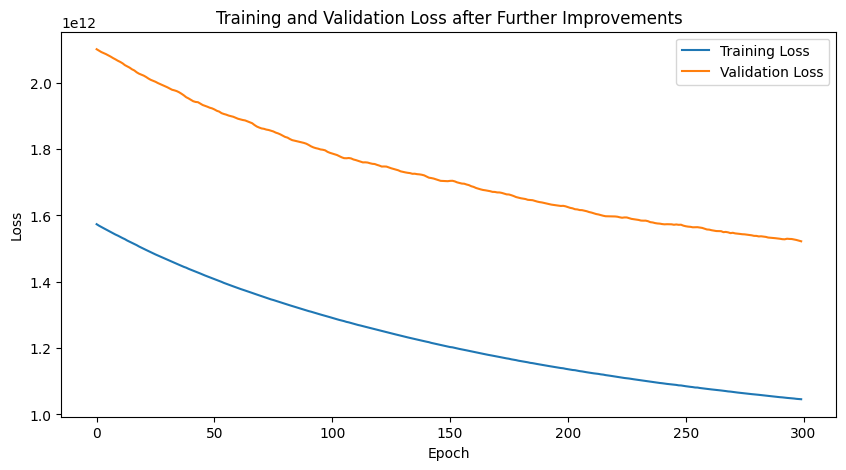 Training and Validation Loss after Further Improvements
1e12
Training Loss
Validation Loss
2.0
1.8
1.6
1.4
1.2
1.0
Loss
0 50 100 150 200 250 300
Epoch